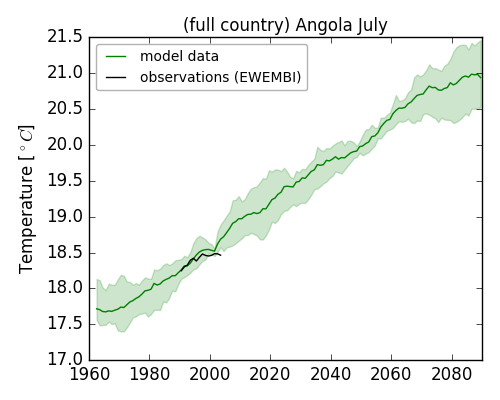 (full country) Angola July
Temperature [°C]
21.5
21.0
20.5
20.0
19.5
19.0
18.5
18.0
17.5
17.0
model data
observations (EWEMBI)
1960 1980 2000 2020 2040 2060 2080